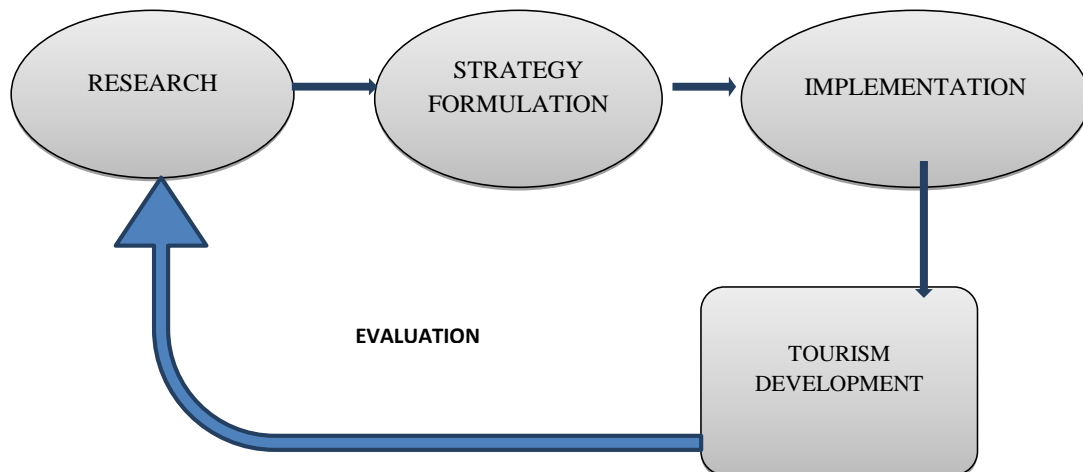 RESEARCH
STRATEGY
FORMULATION
IMPLEMENTATION
EVALUATION
TOURISM
DEVELOPMENT